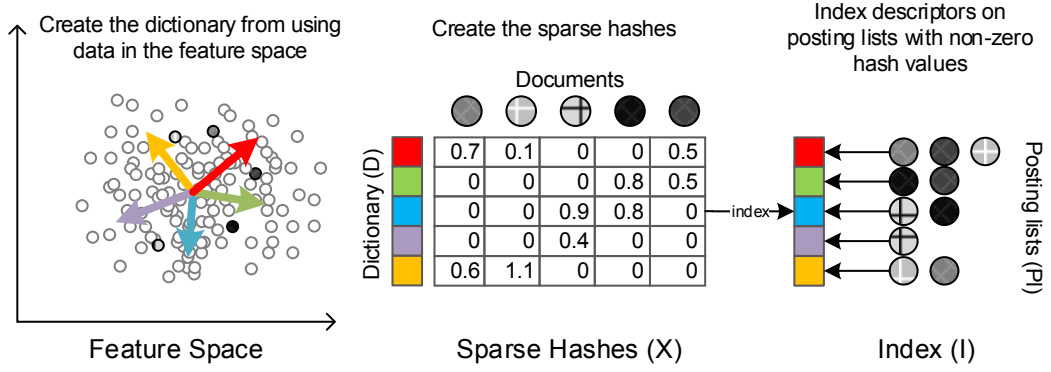 Create the dictionary from using
data in the feature space
Feature Space
Create the sparse hashes
Documents
Dictionary (D)
0.7 0.1 0 0 0.5
0 0 0 0.8 0.5
0 0 0.9 0.8 0
0 0 0.4 0 0
0.6 1.1 0 0 0
Sparse Hashes (X)
index
Index descriptors on
posting lists with non-zero
hash values
Posting lists (Pl)
Index (I)